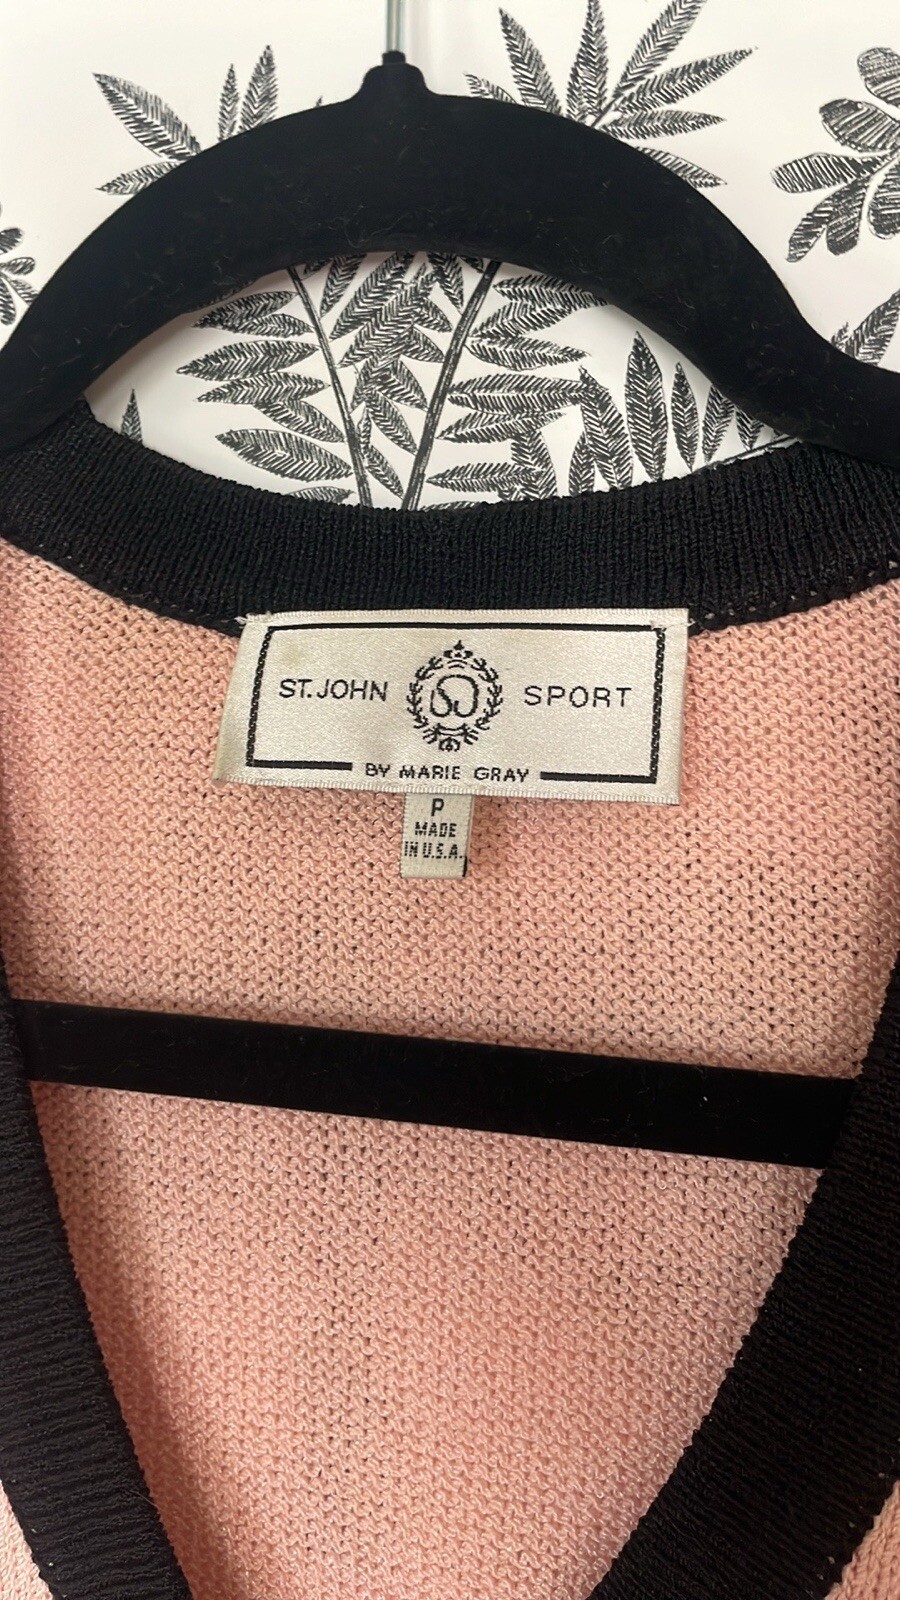 ST. JOHN SPORT
BY MARIE GRAY
P
MADE
IN U.S.A.